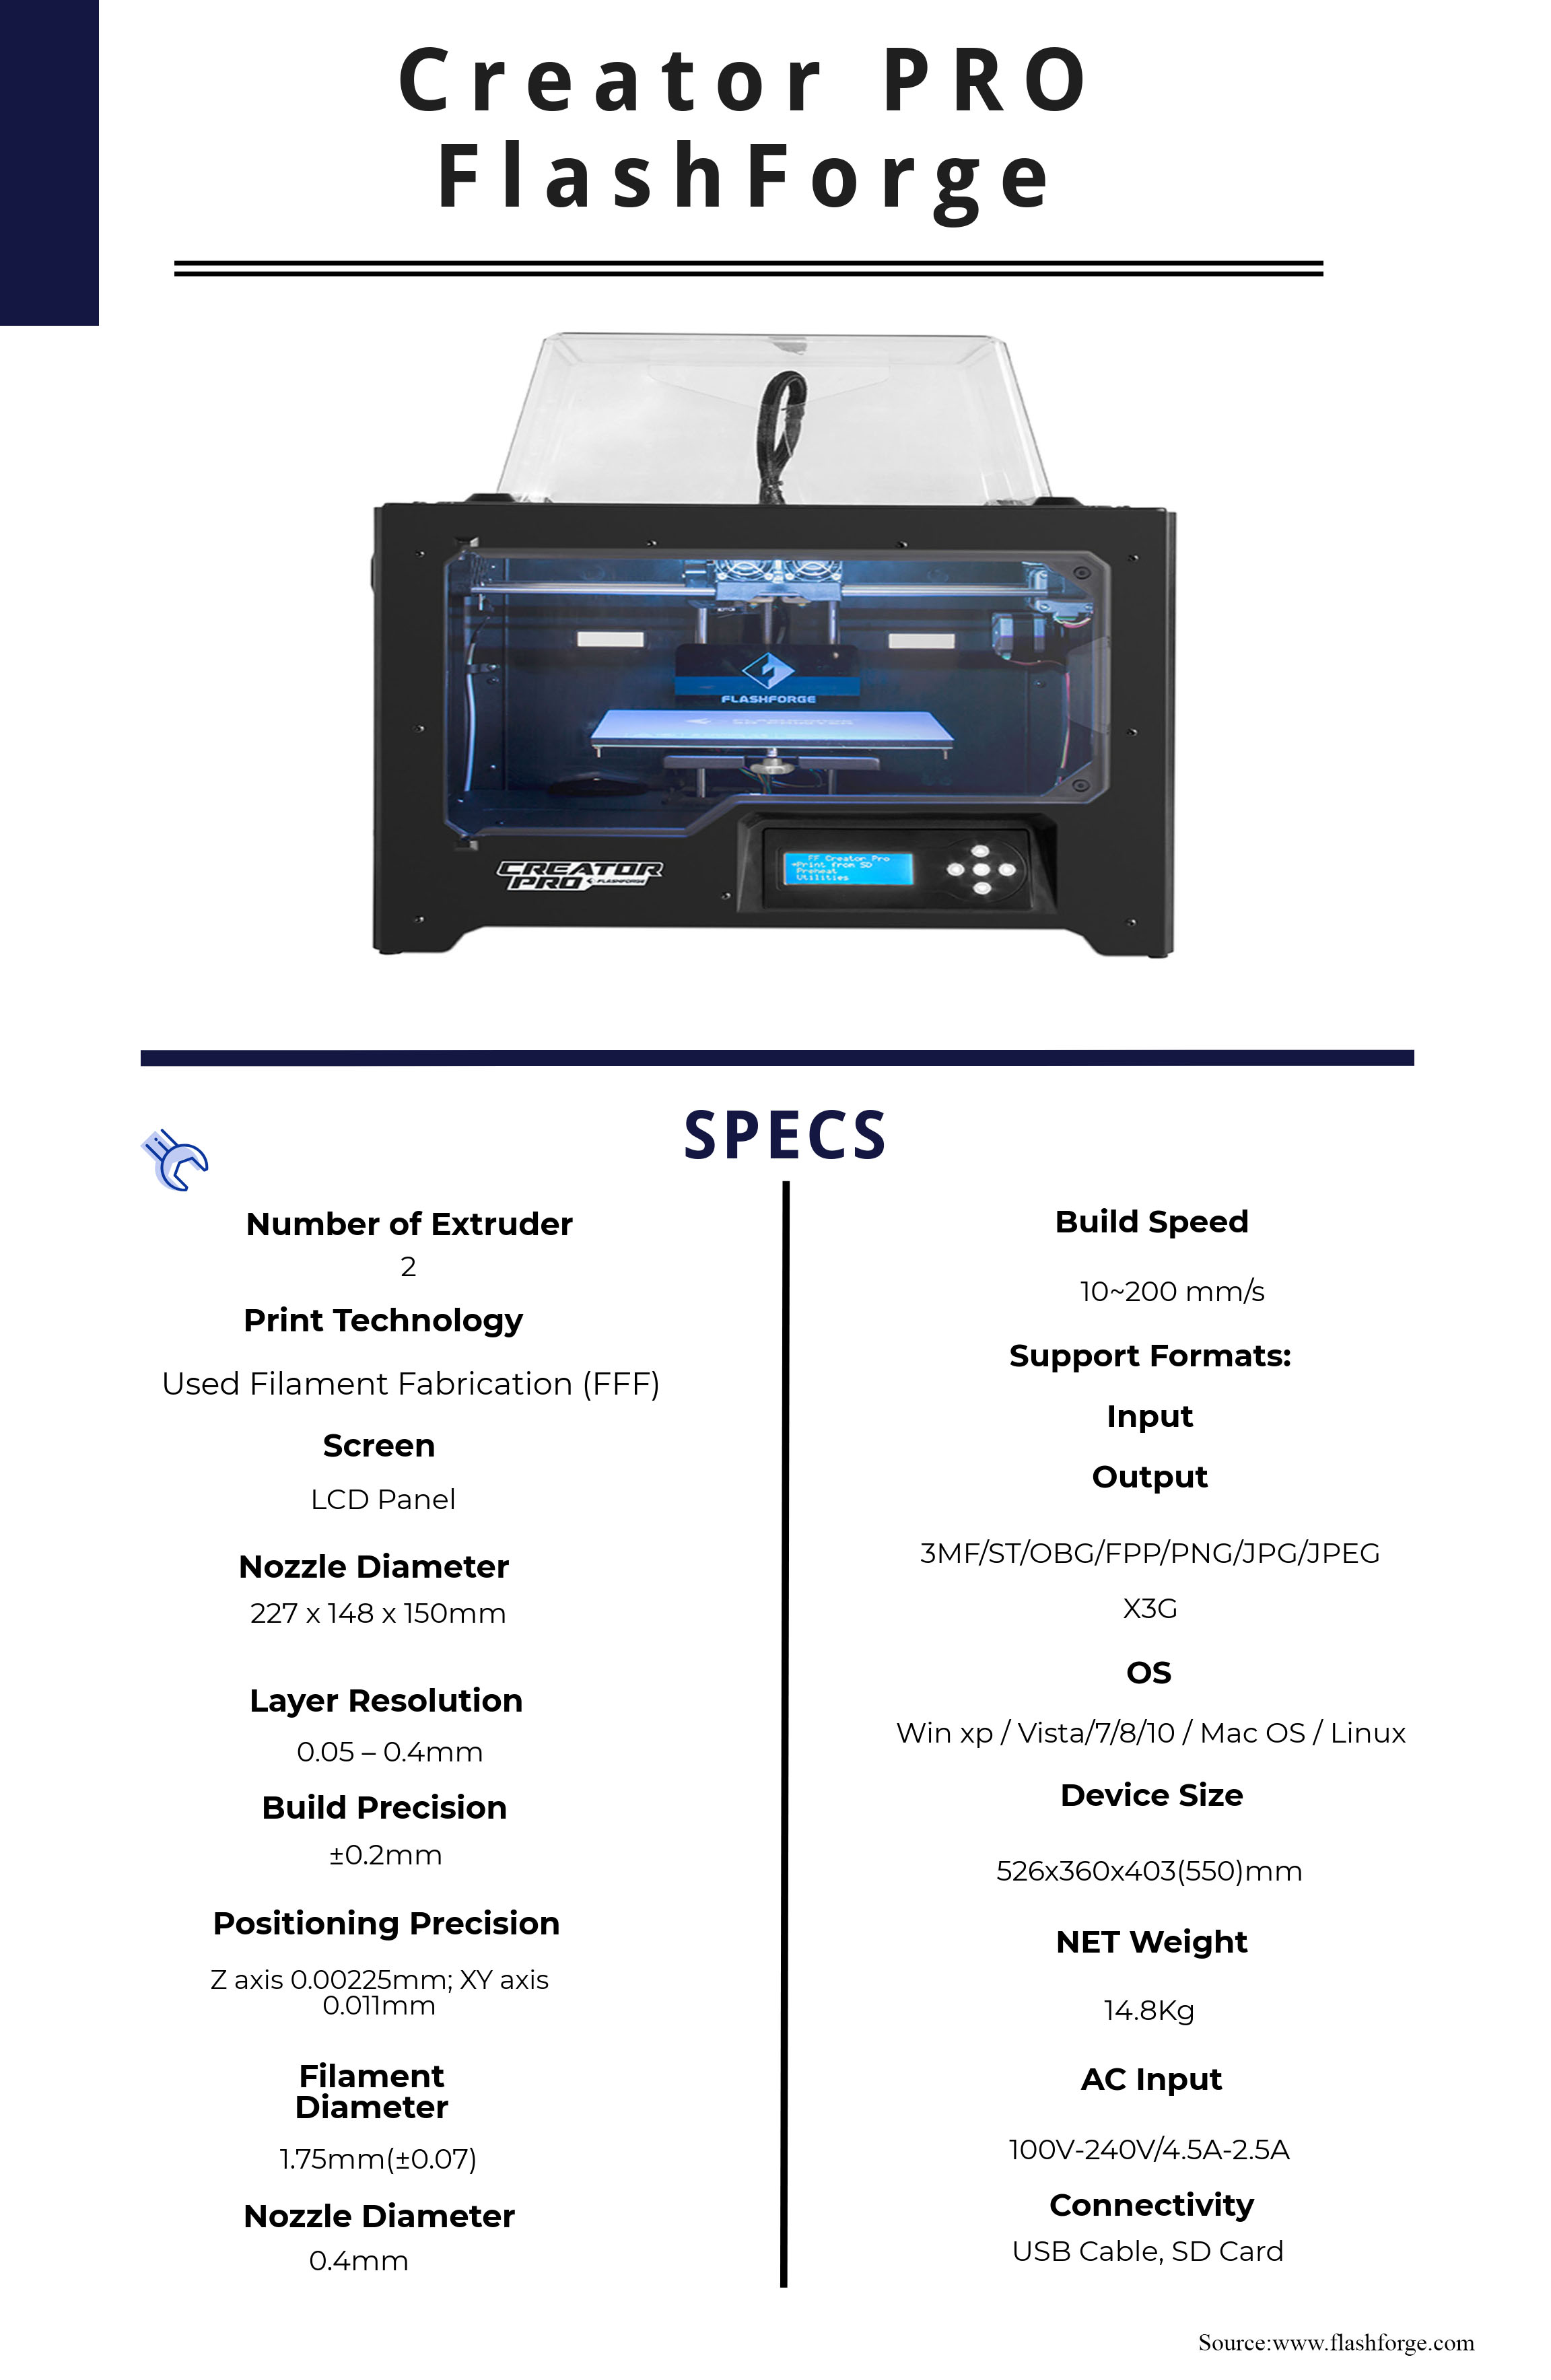 Creator PRO
FlashForge
FLASHFORGE
FF Creator Pro
Print from SD
Preheat
Utilities
CREATOR
PRO FLASHFORGE
SPECS
Number of Extruder
2
Print Technology
Used Filament Fabrication (FFF)
Screen
LCD Panel
Nozzle Diameter
227 x 148 x 150mm
Layer Resolution
0.05 – 0.4mm
Build Precision
±0.2mm
Positioning Precision
Z axis 0.00225mm; XY axis
0.011mm
Filament
Diameter
1.75mm(±0.07)
Nozzle Diameter
0.4mm
Build Speed
10~200 mm/s
Support Formats:
Input
Output
3MF/ST/OBG/FPP/PNG/JPG/JPEG
X3G
OS
Win xp / Vista/7/8/10 / Mac OS / Linux
Device Size
526x360x403(550)mm
NET Weight
14.8Kg
AC Input
100V-240V/4.5A-2.5A
Connectivity
USB Cable, SD Card
Source:www.flashforge.com